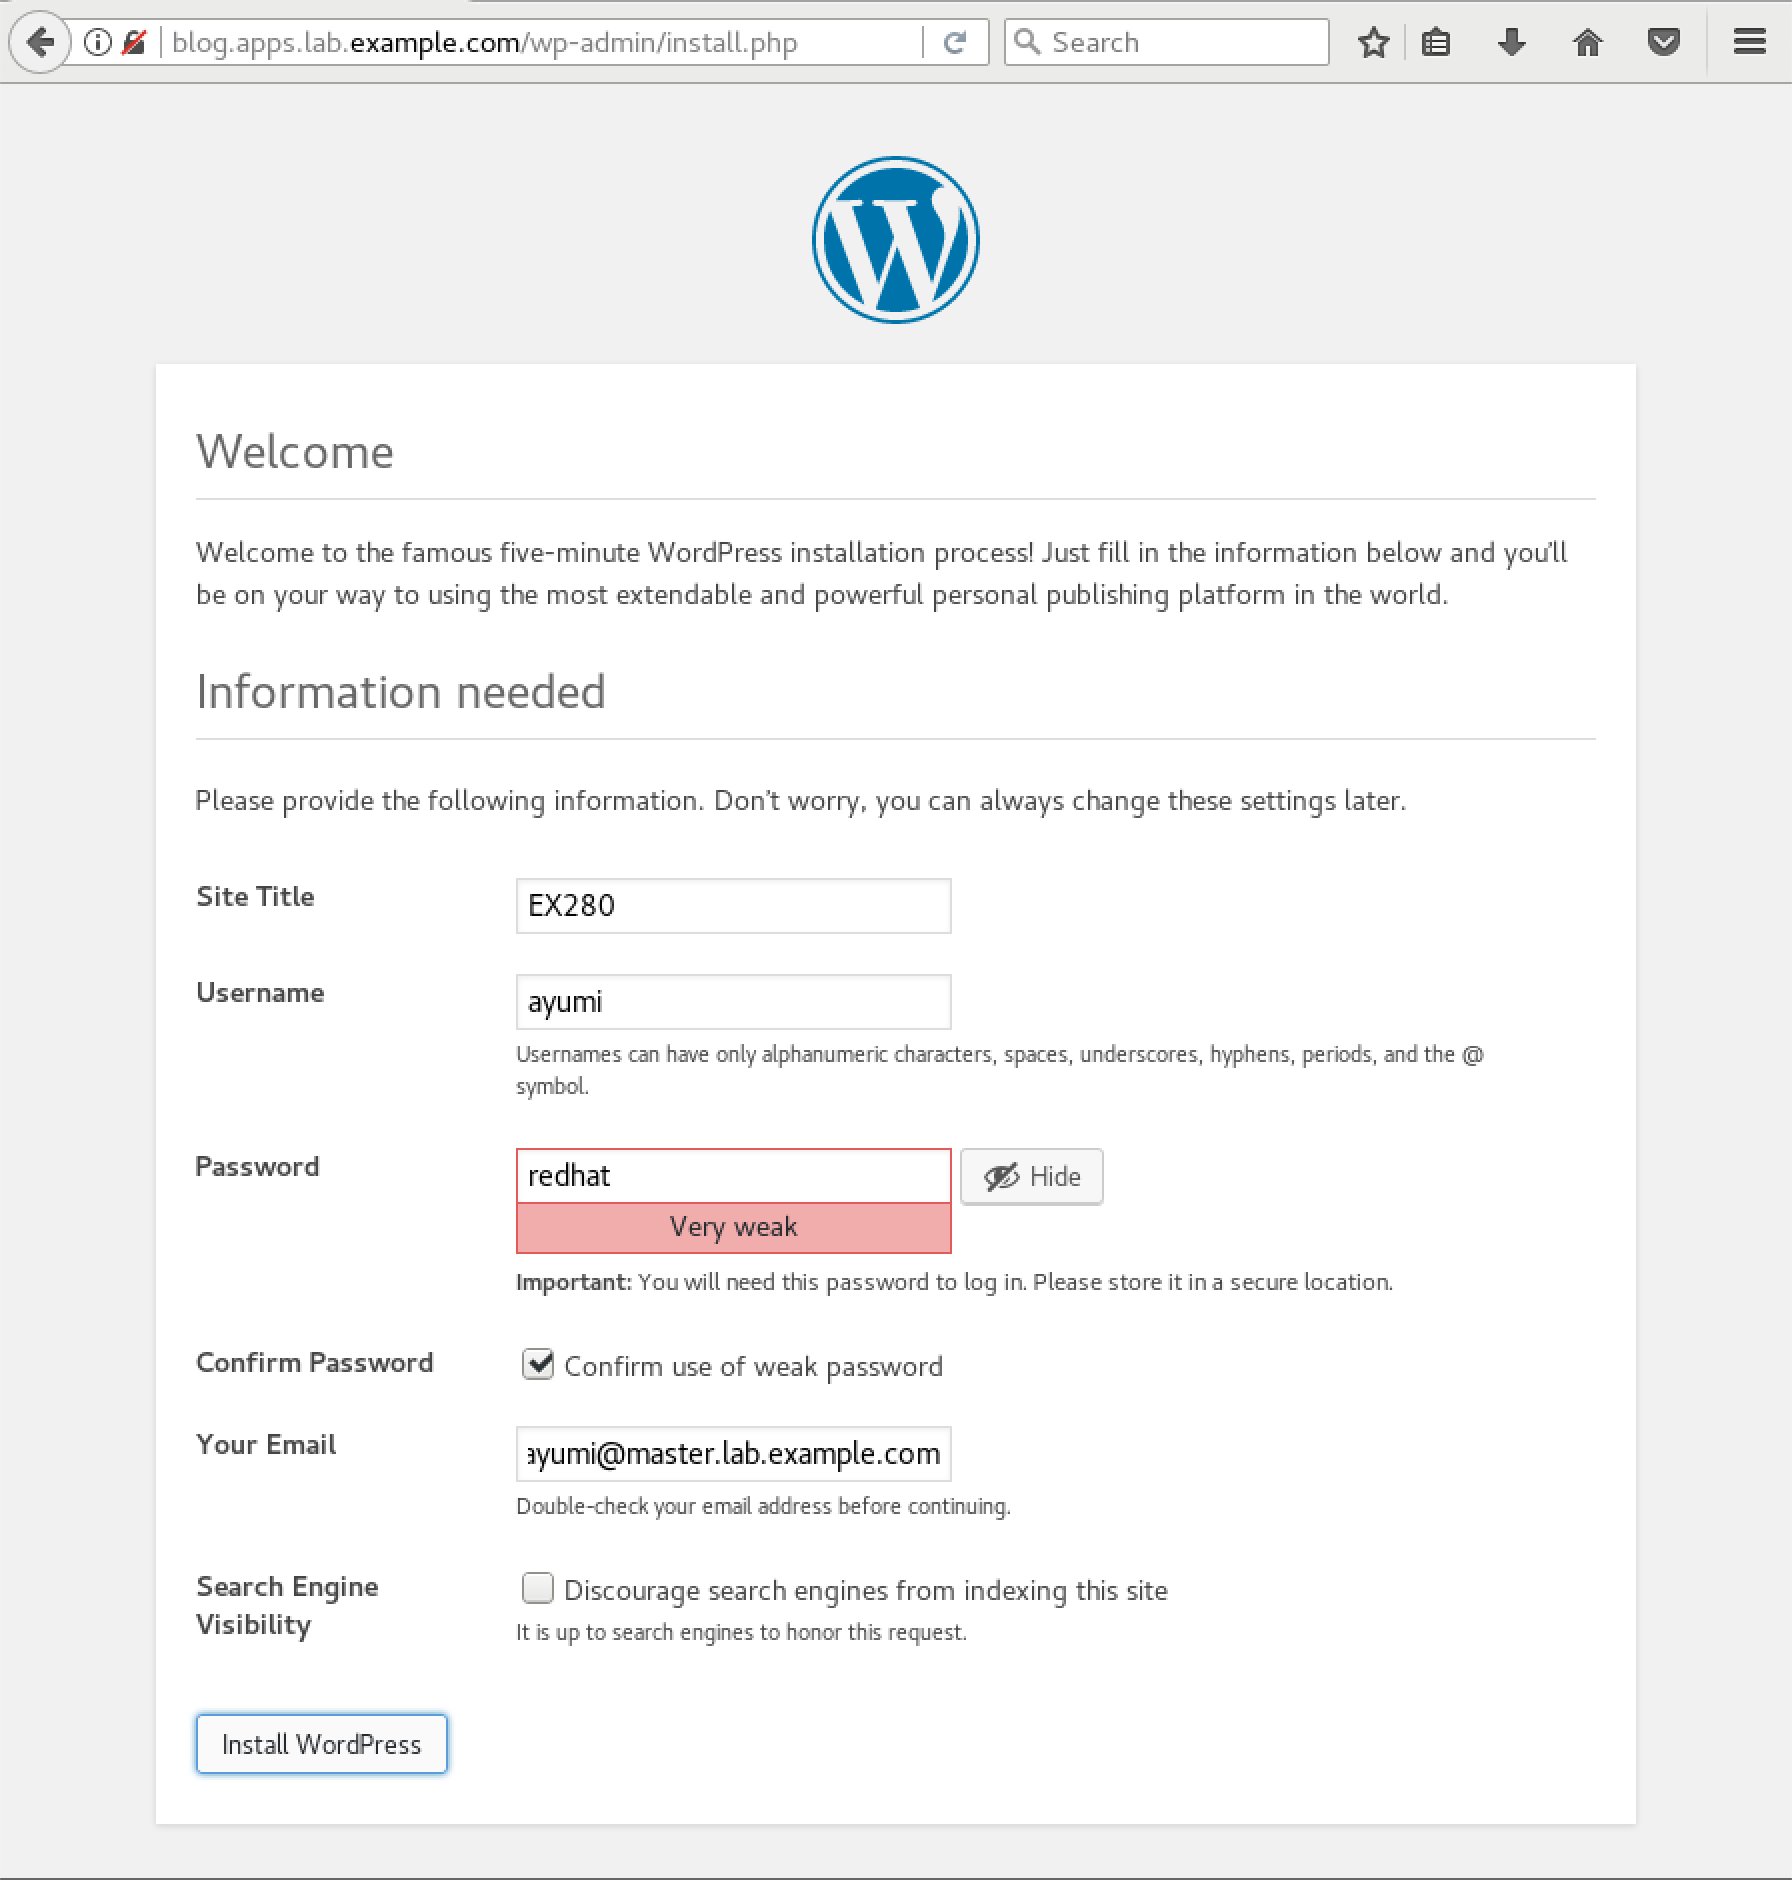 blog.apps.lab.example.com/wp-admin/install.php
Search
Welcome
Welcome to the famous five-minute WordPress installation process! Just fill in the information below and you'll
be on your way to using the most extendable and powerful personal publishing platform in the world.
Information needed
Please provide the following information. Don't worry, you can always change these settings later.
Site Title
EX280
Username
ayumi
Usernames can have only alphanumeric characters, spaces, underscores, hyphens, periods, and the @
symbol.
Password
redhat
Hide
Very weak
Important: You will need this password to log in. Please store it in a secure location.
Confirm Password
Confirm use of weak password
Your Email
ayumi@master.lab.example.com
Double-check your email address before continuing.
Search Engine
Visibility
Discourage search engines from indexing this site
It is up to search engines to honor this request.
Install WordPress